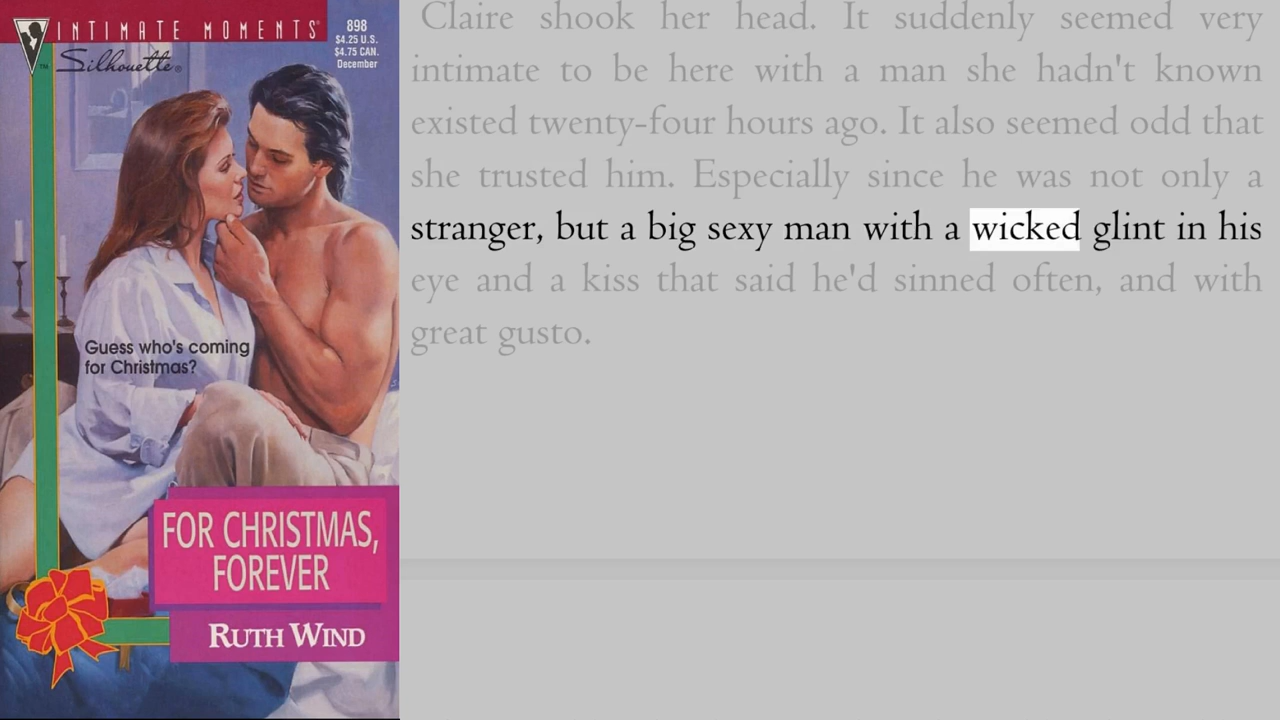 INTIMATE MOMENTS®
Silhouette®
898
$4.25 U.S.
$4.75 CAN.
December
TM
Guess who's coming
for Christmas?
FOR CHRISTMAS,
FOREVER
RUTH WIND
Claire shook her head. It suddenly seemed very
intimate to be here with a man she hadn't known
existed twenty-four hours ago. It also seemed odd that
she trusted him. Especially since he was not only a
stranger, but a big sexy man with a wicked glint in his
eye and a kiss that said he'd sinned often, and with
great gusto.